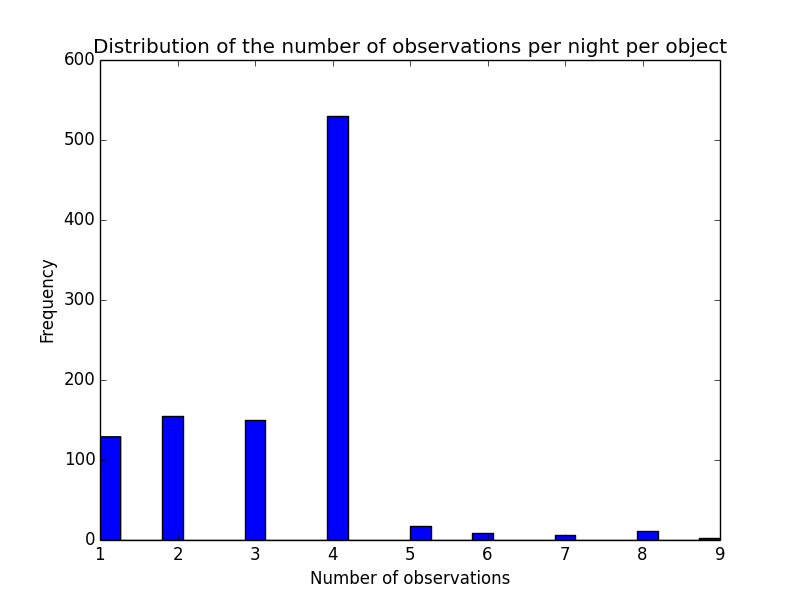 Distribution of the number of observations per night per object
600
500
400
300
200
100
0
Frequency
1 2 3 4 5 6 7 8 9
Number of observations